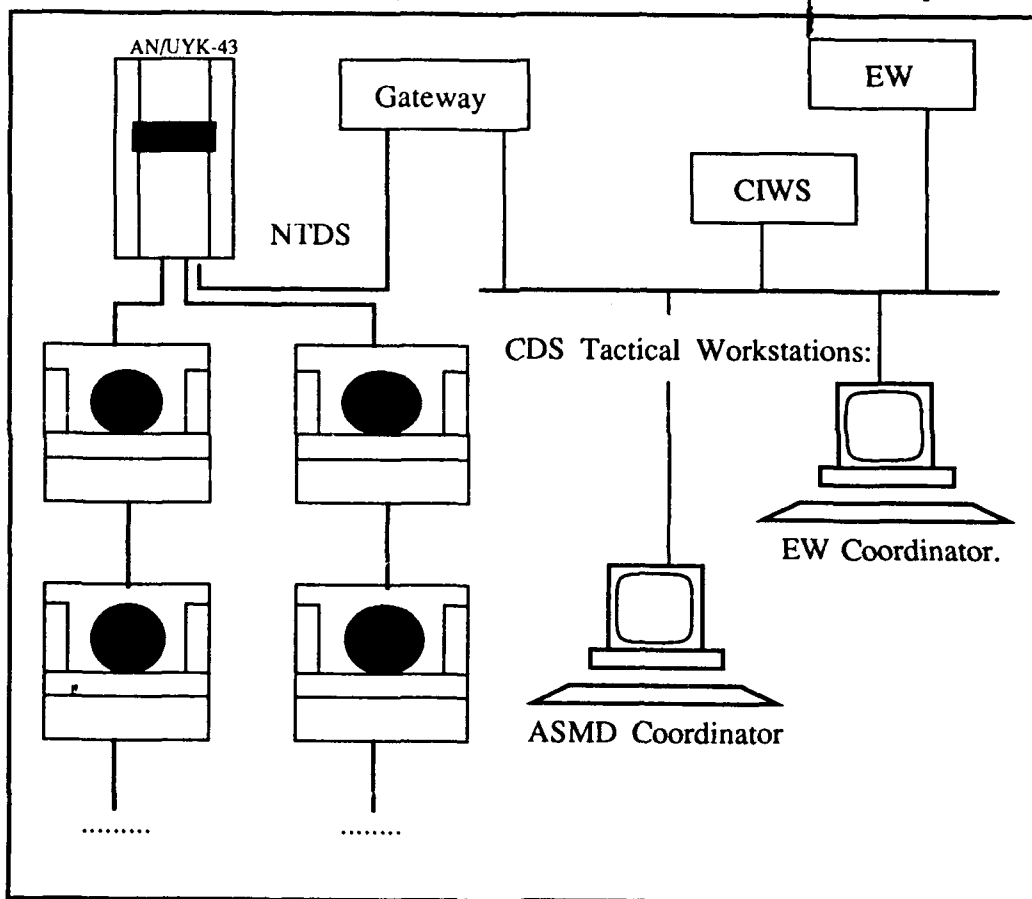 AN/UYK-43
Gateway
EW
CIWS
NTDS
CDS Tactical Workstations:
EW Coordinator.
ASMD Coordinator
......... ........